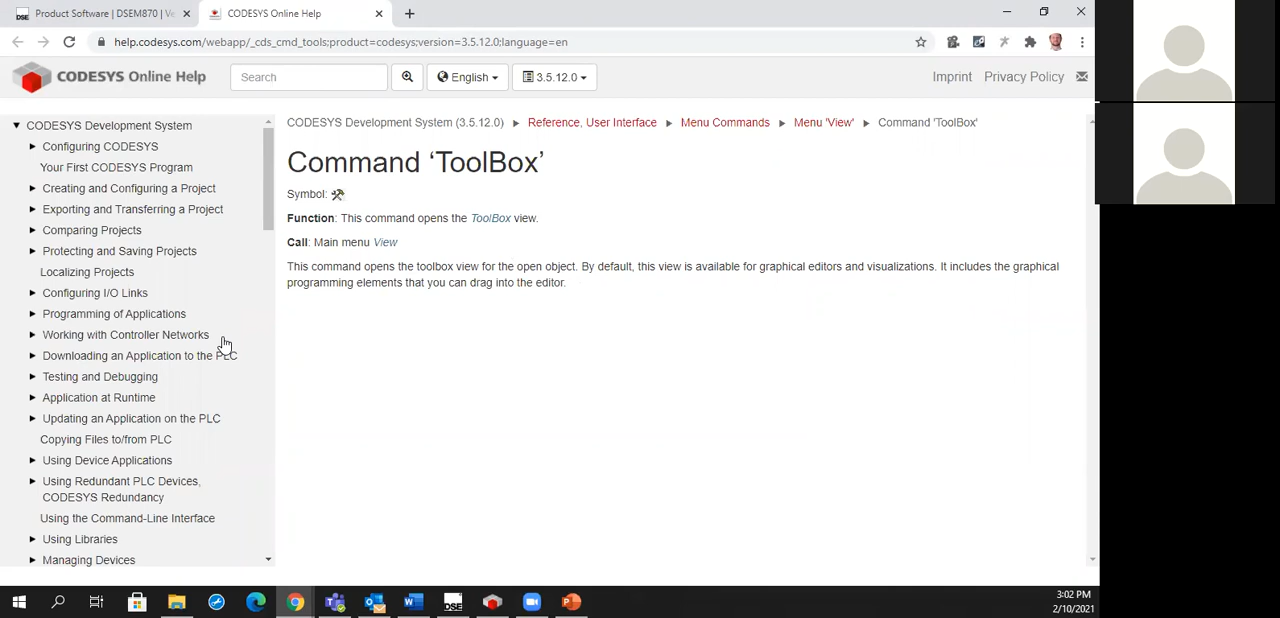 Product Software | DSEM870 | Ve
CODESYS Online Help
help.codesys.com/webapp/_cds_cmd_tools;product=codesys;version=3.5.12.0;language=en
CODESYS Online Help
Search
English
3.5.12.0
Imprint
Privacy Policy
CODESYS Development System
Configuring CODESYS
Your First CODESYS Program
Creating and Configuring a Project
Exporting and Transferring a Project
Comparing Projects
Protecting and Saving Projects
Localizing Projects
Configuring I/O Links
Programming of Applications
Working with Controller Networks
Downloading an Application to the PLC
Testing and Debugging
Application at Runtime
Updating an Application on the PLC
Copying Files to/from PLC
Using Device Applications
Using Redundant PLC Devices,
CODESYS Redundancy
Using the Command-Line Interface
Using Libraries
Managing Devices
CODESYS Development System (3.5.12.0) ▸ Reference, User Interface ▸ Menu Commands ▸ Menu 'View' ▸ Command 'ToolBox'
Command ‘ToolBox’
Symbol:
Function: This command opens the ToolBox view.
Call: Main menu View
This command opens the toolbox view for the open object. By default, this view is available for graphical editors and visualizations. It includes the graphical
programming elements that you can drag into the editor.
DSE
3:02 PM
2/10/2021